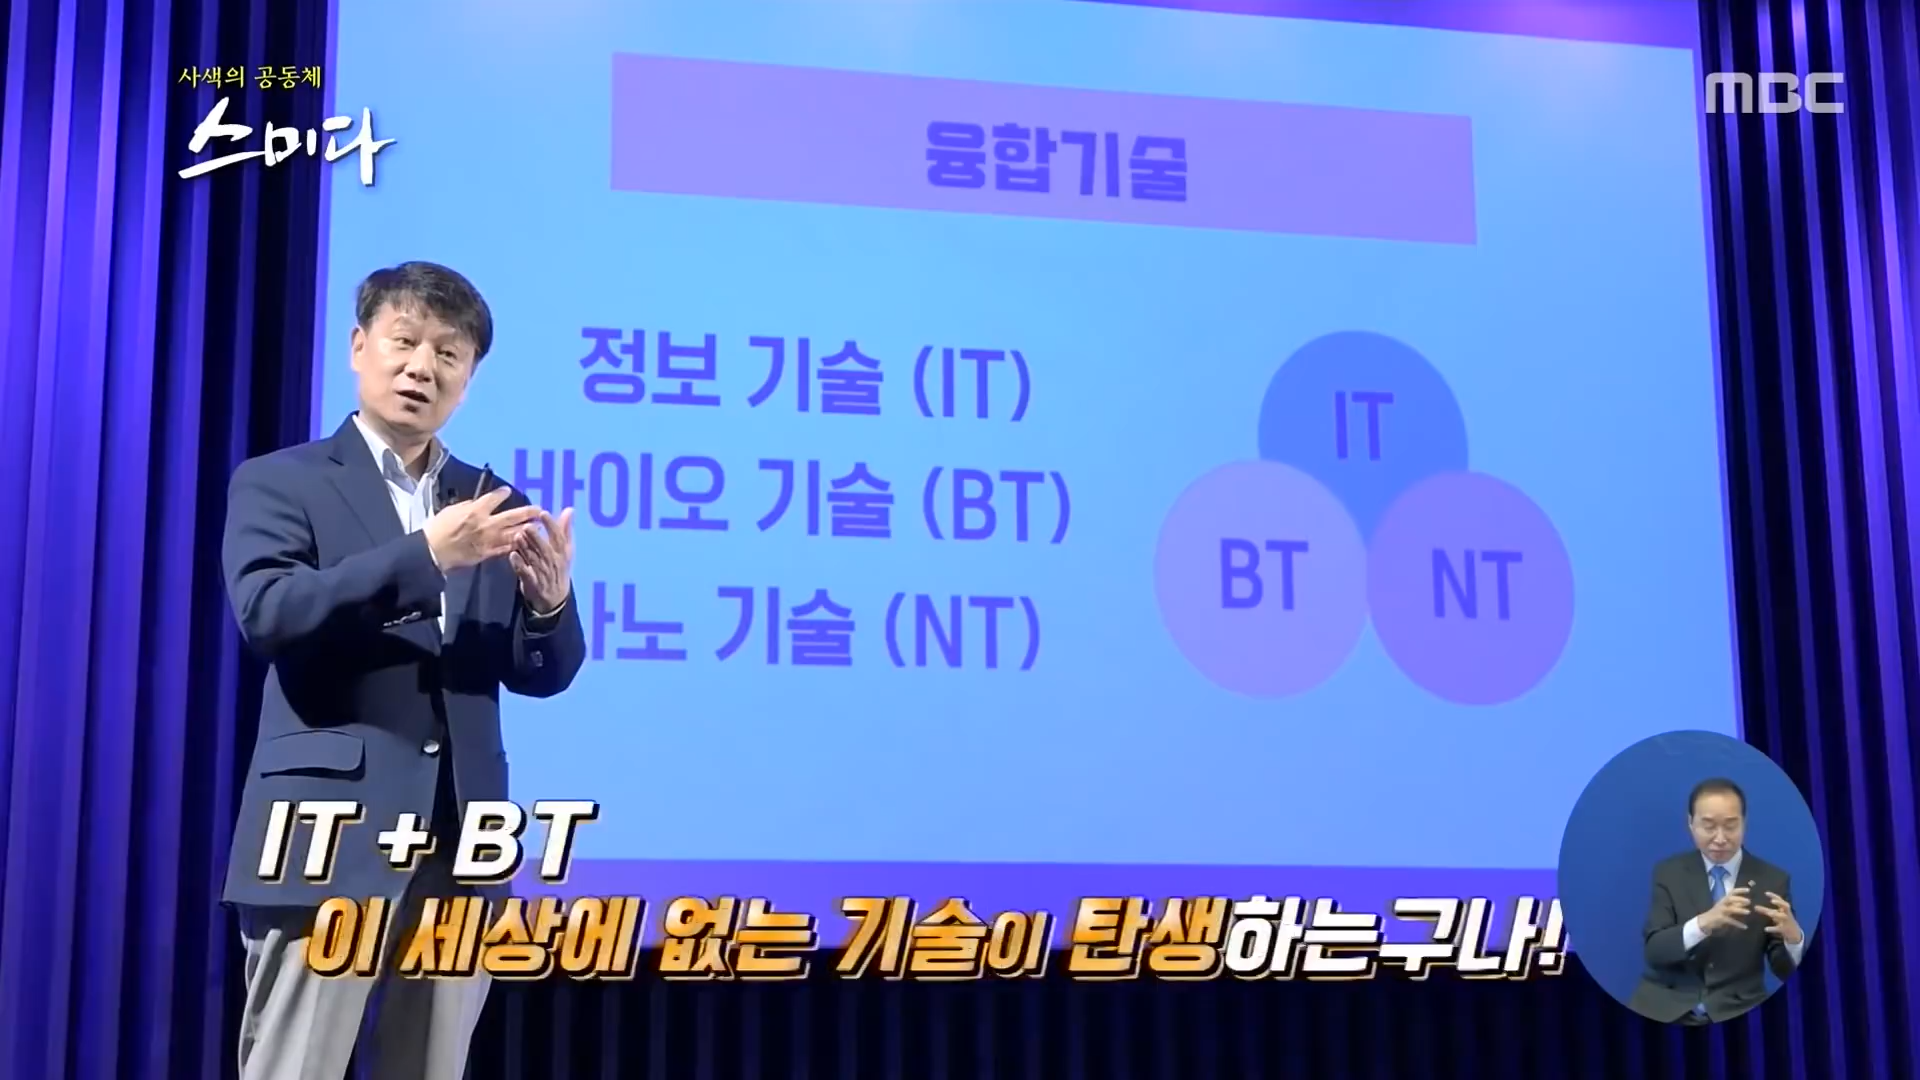 사색의 공동체
스미다
MBC
융합기술
정보 기술 (IT)
바이오 기술 (BT)
기술 (NT)
IT
BT
NT
IT + BT
이 세상에 없는 기술이 탄생하는구나!